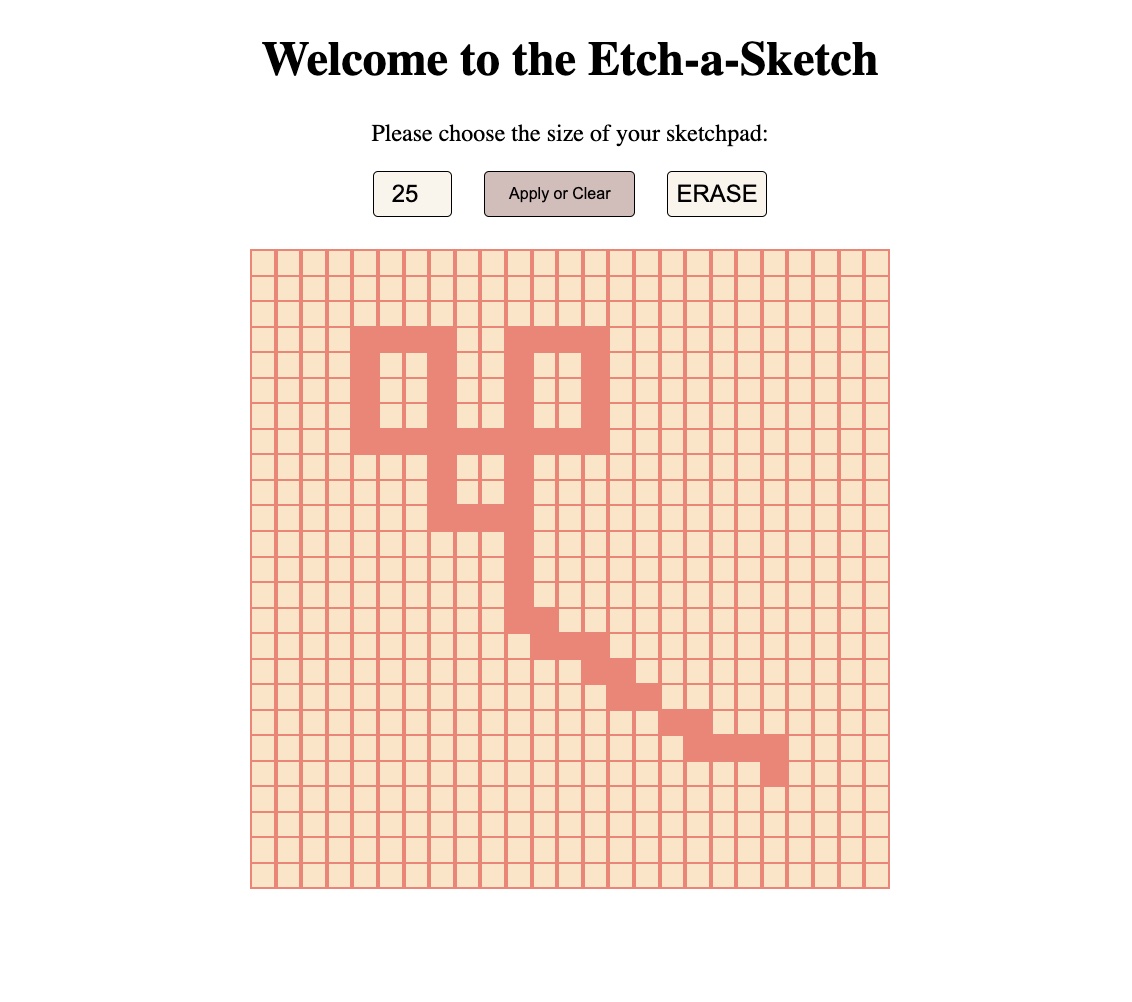 Welcome to the Etch-a-Sketch
Please choose the size of your sketchpad:
25 Apply or Clear ERASE